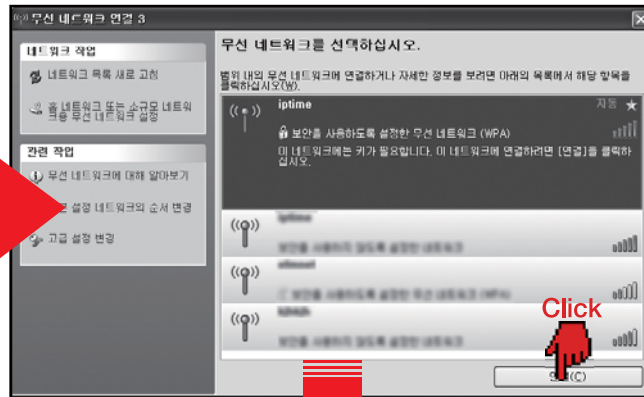 무선 네트워크 연결 3
네트워크 작업
네트워크 목록 새로 고침
홈 네트워크 또는 소규모 네트워
크용 무선 네트워크 설정
관련 작업
무선 네트워크에 대해 알아보기
설정 네트워크의 순서 변경
고급 설정 변경
무선 네트워크를 선택하십시오.
범위 내의 무선 네트워크에 연결하거나 자세한 정보를 보려면 아래의 목록에서 해당 항목을
클릭하십시오(W).
iptime
자동
보안을 사용하도록 설정한 무선 네트워크 (WPA)
이 네트워크에는 키가 필요합니다. 이 네트워크에 연결하려면 [연결]을 클릭하
십시오.
Click
(C)